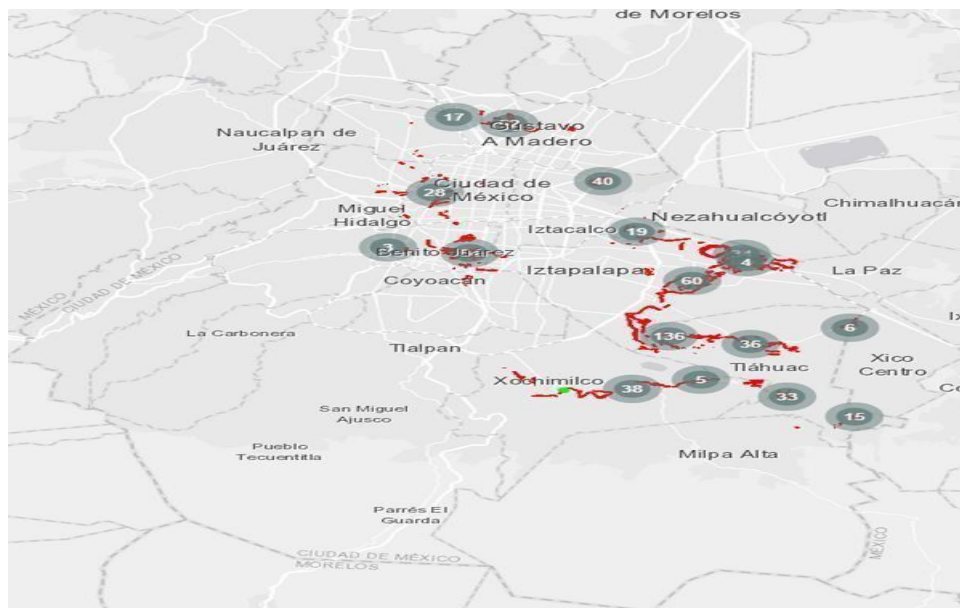 de Morelos
17
Gustavo
A Madero
Naucalpan de
Juárez
28
Ciudad de
México
40
Miguel
Hidalgo
Chimalhuacán
Nezahualcóyotl
Iztacalco
19
3
Benito Juárez
Coyoacán
4
Iztapalapa
60
La Paz
MÉXICO
CIUDAD DE MÉXICO
La Carbonera
136
36
6
Tlalpan
Tláhuac
Xico
Centro
Xochimilco
38
5
33
San Miguel
Ajusco
15
Pueblo
Tecuentitla
Milpa Alta
Parrés El
Guarda
CIUDAD DE MÉXICO
MORELOS
MÉXICO